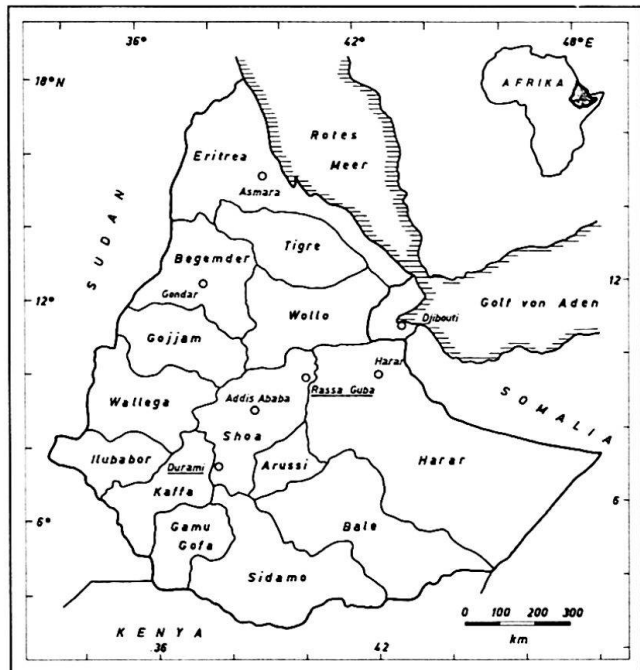 36° 42° 48°E
18°N
AFRIKA
Rotes
Meer
Eritrea
Asmara
SUDAN
Tigre
Begemder
Gondar
12° 12
Wollo
Golf von Aden
Djibouti
Gojjam
Harar
Rassa Guba
Wallega
Addis Ababa
SOMALIA
Shoa
Ilubabor
Durami
Arussi
Harar
Kaffa
6° 6
Gamu
Gofa
Bale
Sidamo
0 100 200 300
km
KENYA
36 42